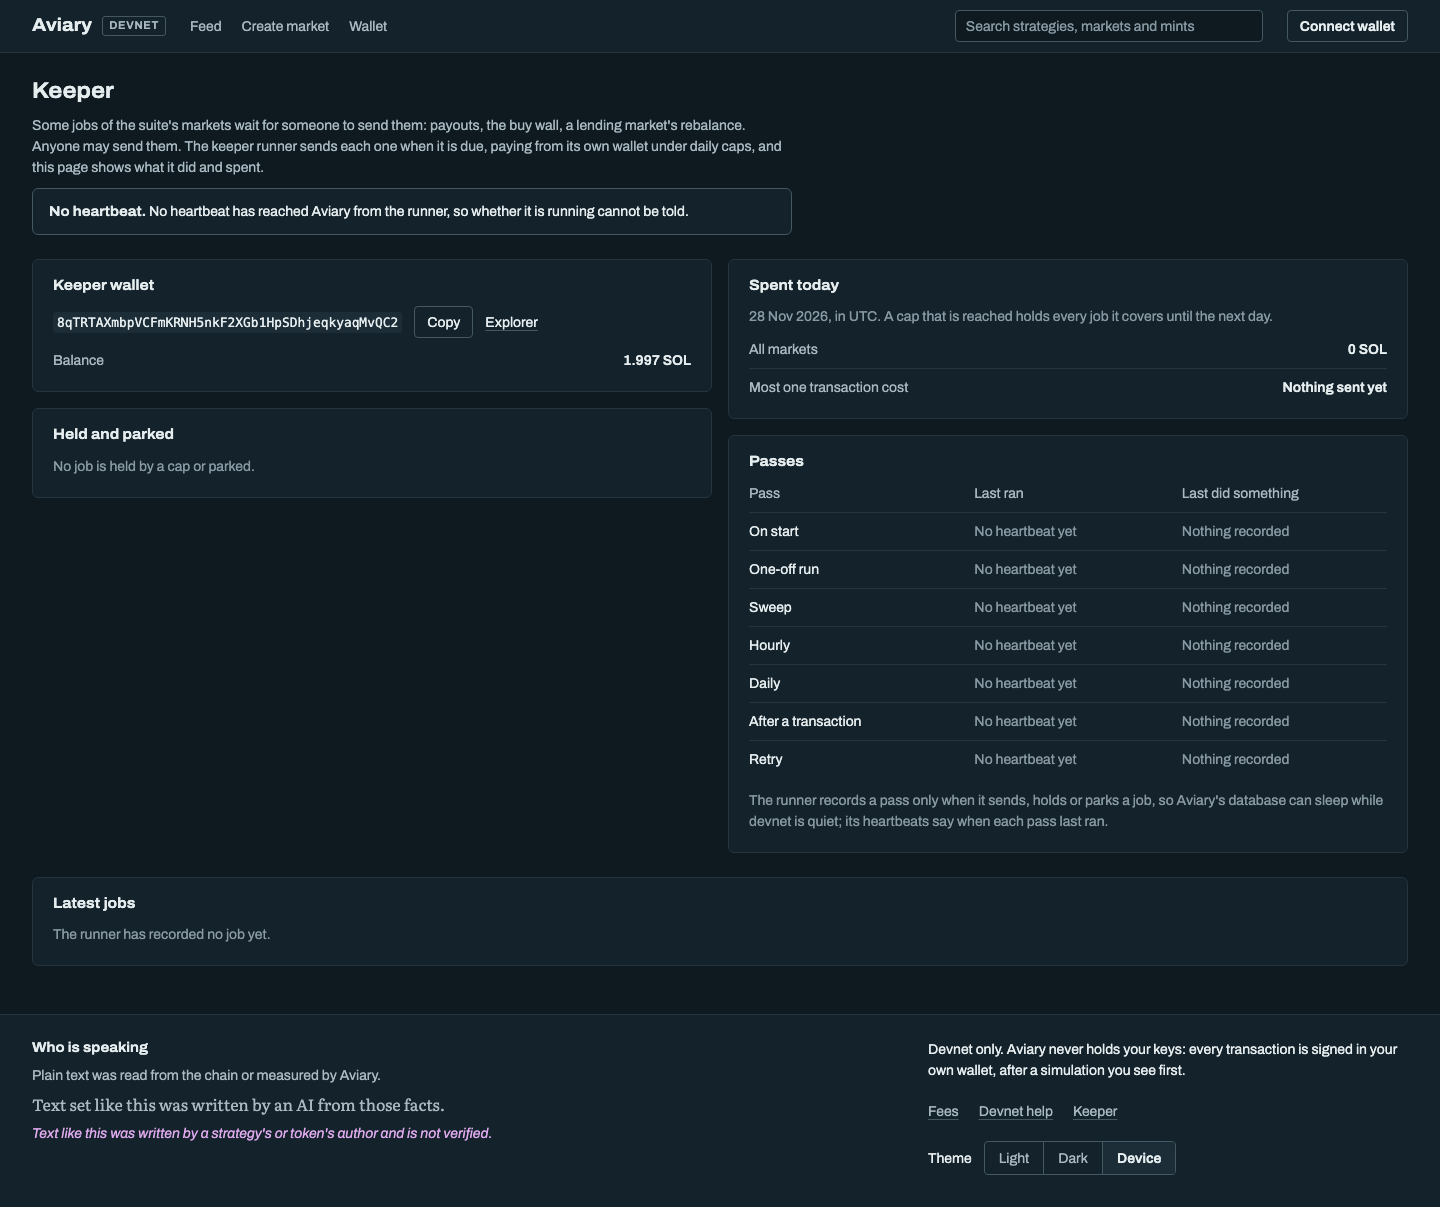 Aviary DEVNET Feed Create market Wallet Search strategies, markets and mints Connect wallet
Keeper
Some jobs of the suite's markets wait for someone to send them: payouts, the buy wall, a lending market's rebalance.
Anyone may send them. The keeper runner sends each one when it is due, paying from its own wallet under daily caps, and
this page shows what it did and spent.
No heartbeat. No heartbeat has reached Aviary from the runner, so whether it is running cannot be told.
Keeper wallet
8qTRTAXmbpVCFmKRNH5nkF2XGb1HpSDhjeqkyaqMvQC2 Copy Explorer
Balance 1.997 SOL
Held and parked
No job is held by a cap or parked.
Spent today
28 Nov 2026, in UTC. A cap that is reached holds every job it covers until the next day.
All markets 0 SOL
Most one transaction cost Nothing sent yet
Passes
Pass Last ran Last did something
On start No heartbeat yet Nothing recorded
One-off run No heartbeat yet Nothing recorded
Sweep No heartbeat yet Nothing recorded
Hourly No heartbeat yet Nothing recorded
Daily No heartbeat yet Nothing recorded
After a transaction No heartbeat yet Nothing recorded
Retry No heartbeat yet Nothing recorded
The runner records a pass only when it sends, holds or parks a job, so Aviary's database can sleep while
devnet is quiet; its heartbeats say when each pass last ran.
Latest jobs
The runner has recorded no job yet.
Who is speaking
Plain text was read from the chain or measured by Aviary.
Text set like this was written by an AI from those facts.
Text like this was written by a strategy's or token's author and is not verified.
Devnet only. Aviary never holds your keys: every transaction is signed in your
own wallet, after a simulation you see first.
Fees Devnet help Keeper
Theme Light Dark Device